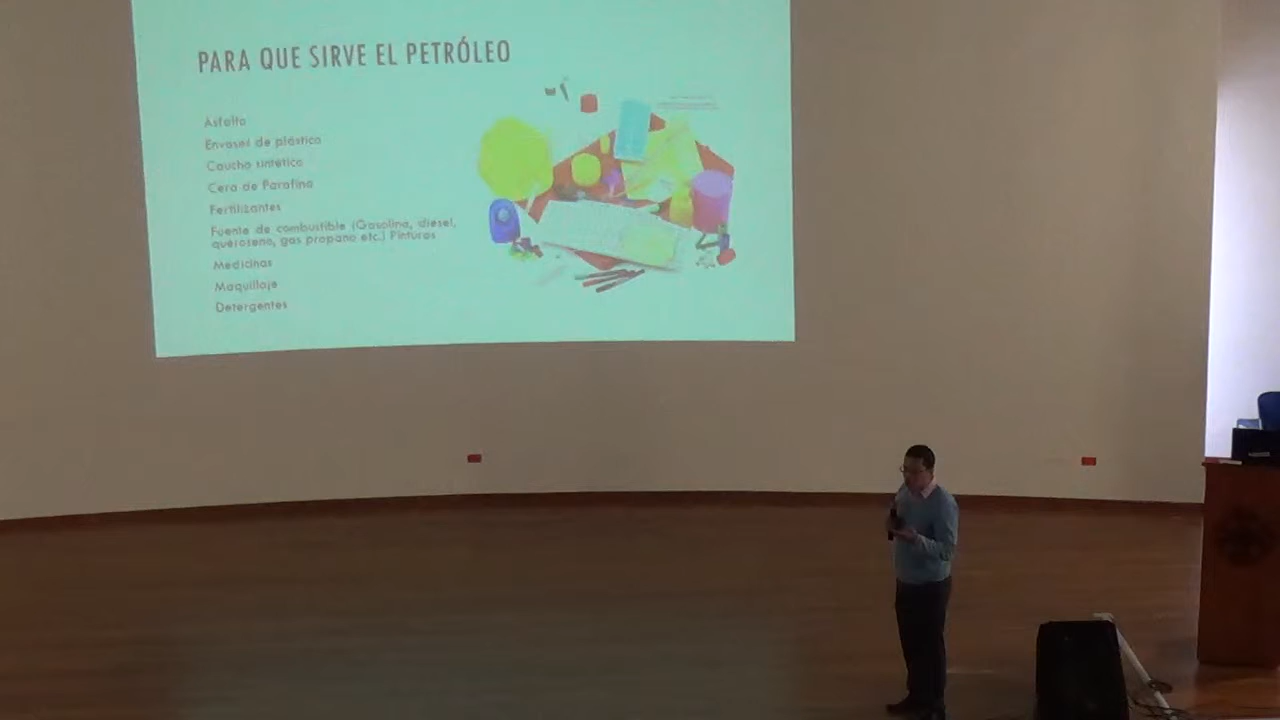 PARA QUE SIRVE EL PETRÓLEO
Asfalto
Envases de plástico
Caucho sintético
Cera de Parafina
Fertilizantes
Fuente de combustible (Gasolina, diesel,
queroseno, gas propano etc.) Pinturas
Medicinas
Maquillaje
Detergentes